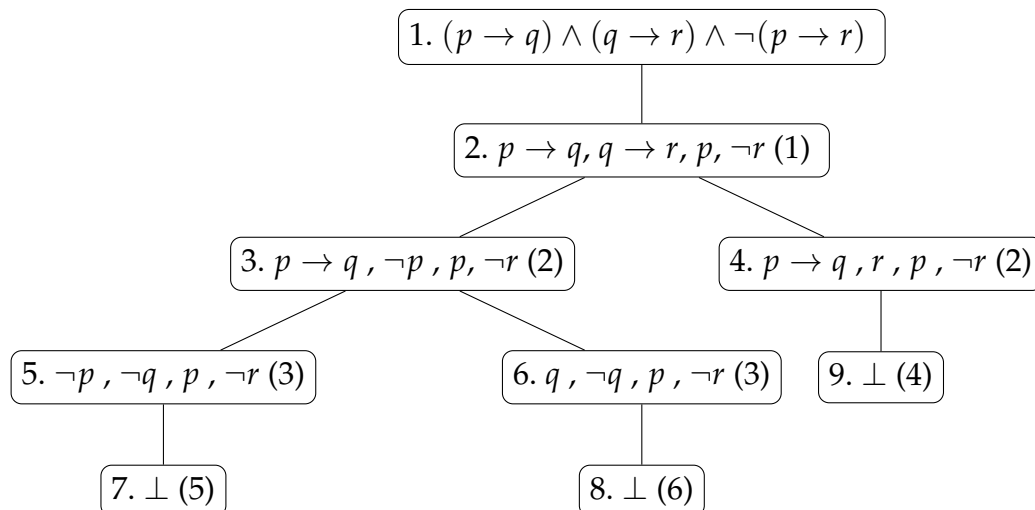 1. (p → q) ∧ (q → r) ∧ ¬(p → r)
2. p → q, q → r, p, ¬r (1)
3. p → q , ¬p , p, ¬r (2)
4. p → q , r , p , ¬r (2)
5. ¬p , ¬q , p , ¬r (3)
6. q , ¬q , p , ¬r (3)
9. ⊥ (4)
7. ⊥ (5)
8. ⊥ (6)